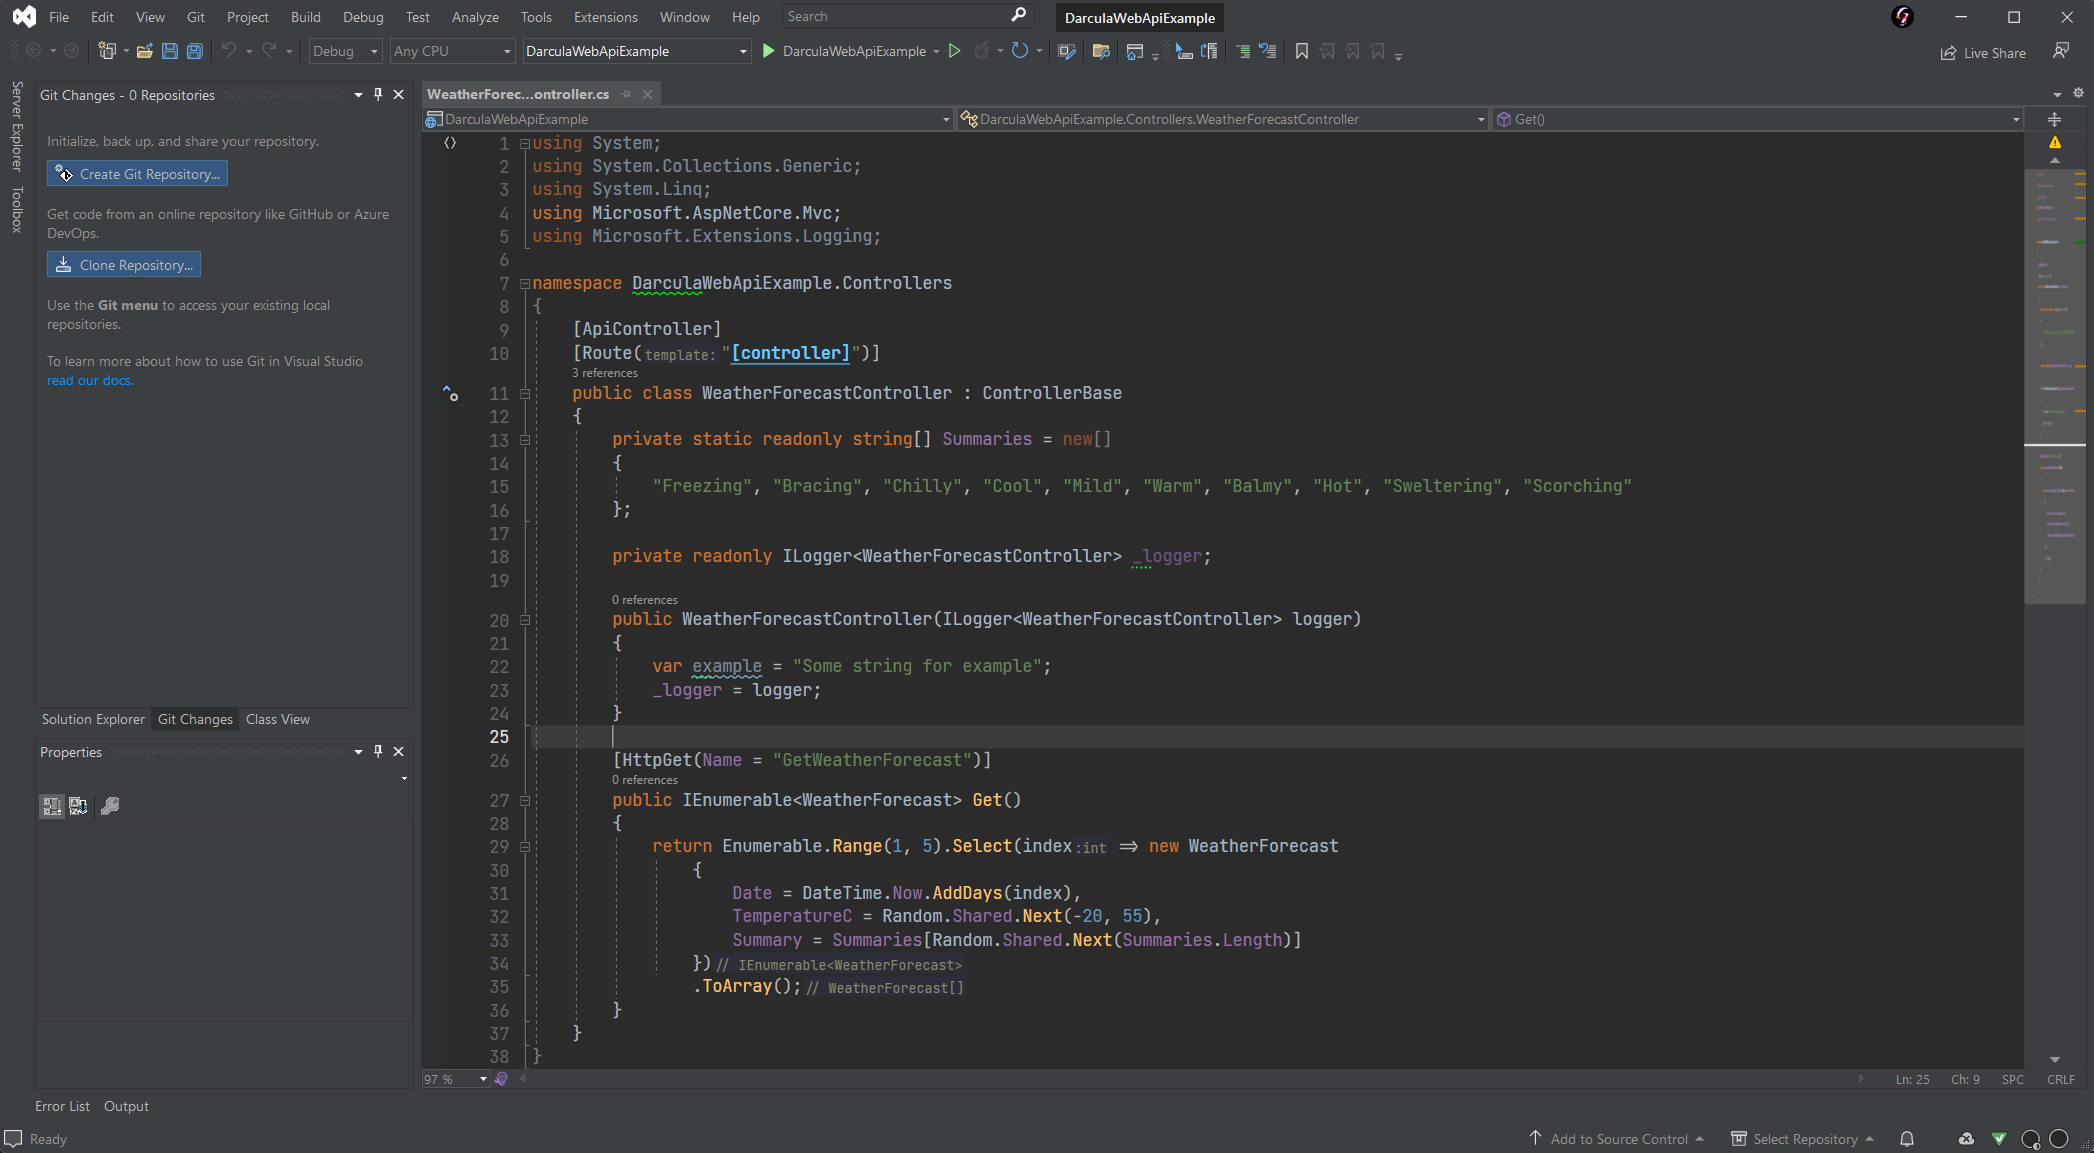 File Edit View Git Project Build Debug Test Analyze Tools Extensions Window Help Search DarculaWebApiExample
Debug Any CPU DarculaWebApiExample DarculaWebApiExample Live Share
Server Explorer
Toolbox
Git Changes - 0 Repositories
Initialize, back up, and share your repository.
Create Git Repository...
Get code from an online repository like GitHub or Azure
DevOps.
Clone Repository...
Use the Git menu to access your existing local
repositories.
To learn more about how to use Git in Visual Studio
read our docs.
Solution Explorer Git Changes Class View
Properties
WeatherForec...ontroller.cs
DarculaWebApiExample DarculaWebApiExample.Controllers.WeatherForecastController Get()
1 using System;
2 using System.Collections.Generic;
3 using System.Linq;
4 using Microsoft.AspNetCore.Mvc;
5 using Microsoft.Extensions.Logging;
6
7 namespace DarculaWebApiExample.Controllers
8 {
9 [ApiController]
10 [Route(template:"[controller]")]
3 references
11 public class WeatherForecastController : ControllerBase
12 {
13 private static readonly string[] Summaries = new[]
14 {
15 "Freezing", "Bracing", "Chilly", "Cool", "Mild", "Warm", "Balmy", "Hot", "Sweltering", "Scorching"
16 };
17
18 private readonly ILogger<WeatherForecastController> _logger;
19
0 references
20 public WeatherForecastController(ILogger<WeatherForecastController> logger)
21 {
22 var example = "Some string for example";
23 _logger = logger;
24 }
25
26 [HttpGet(Name = "GetWeatherForecast")]
0 references
27 public IEnumerable<WeatherForecast> Get()
28 {
29 return Enumerable.Range(1, 5).Select(index:int => new WeatherForecast
30 {
31 Date = DateTime.Now.AddDays(index),
32 TemperatureC = Random.Shared.Next(-20, 55),
33 Summary = Summaries[Random.Shared.Next(Summaries.Length)]
34 }) // IEnumerable<WeatherForecast>
35 .ToArray(); // WeatherForecast[]
36 }
37 }
38 }
97 % Ln: 25 Ch: 9 SPC CRLF
Error List Output
Ready Add to Source Control Select Repository